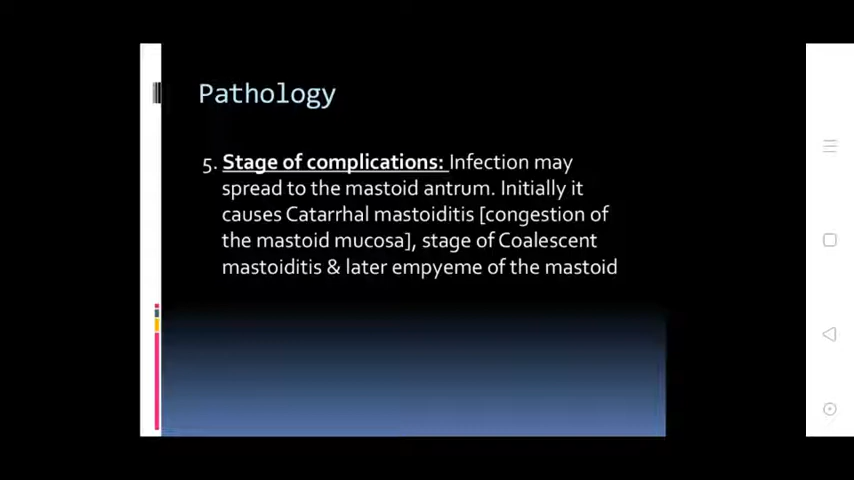 Pathology
5. Stage of complications: Infection may
spread to the mastoid antrum. Initially it
causes Catarrhal mastoiditis [congestion of
the mastoid mucosa], stage of Coalescent
mastoiditis & later empyeme of the mastoid